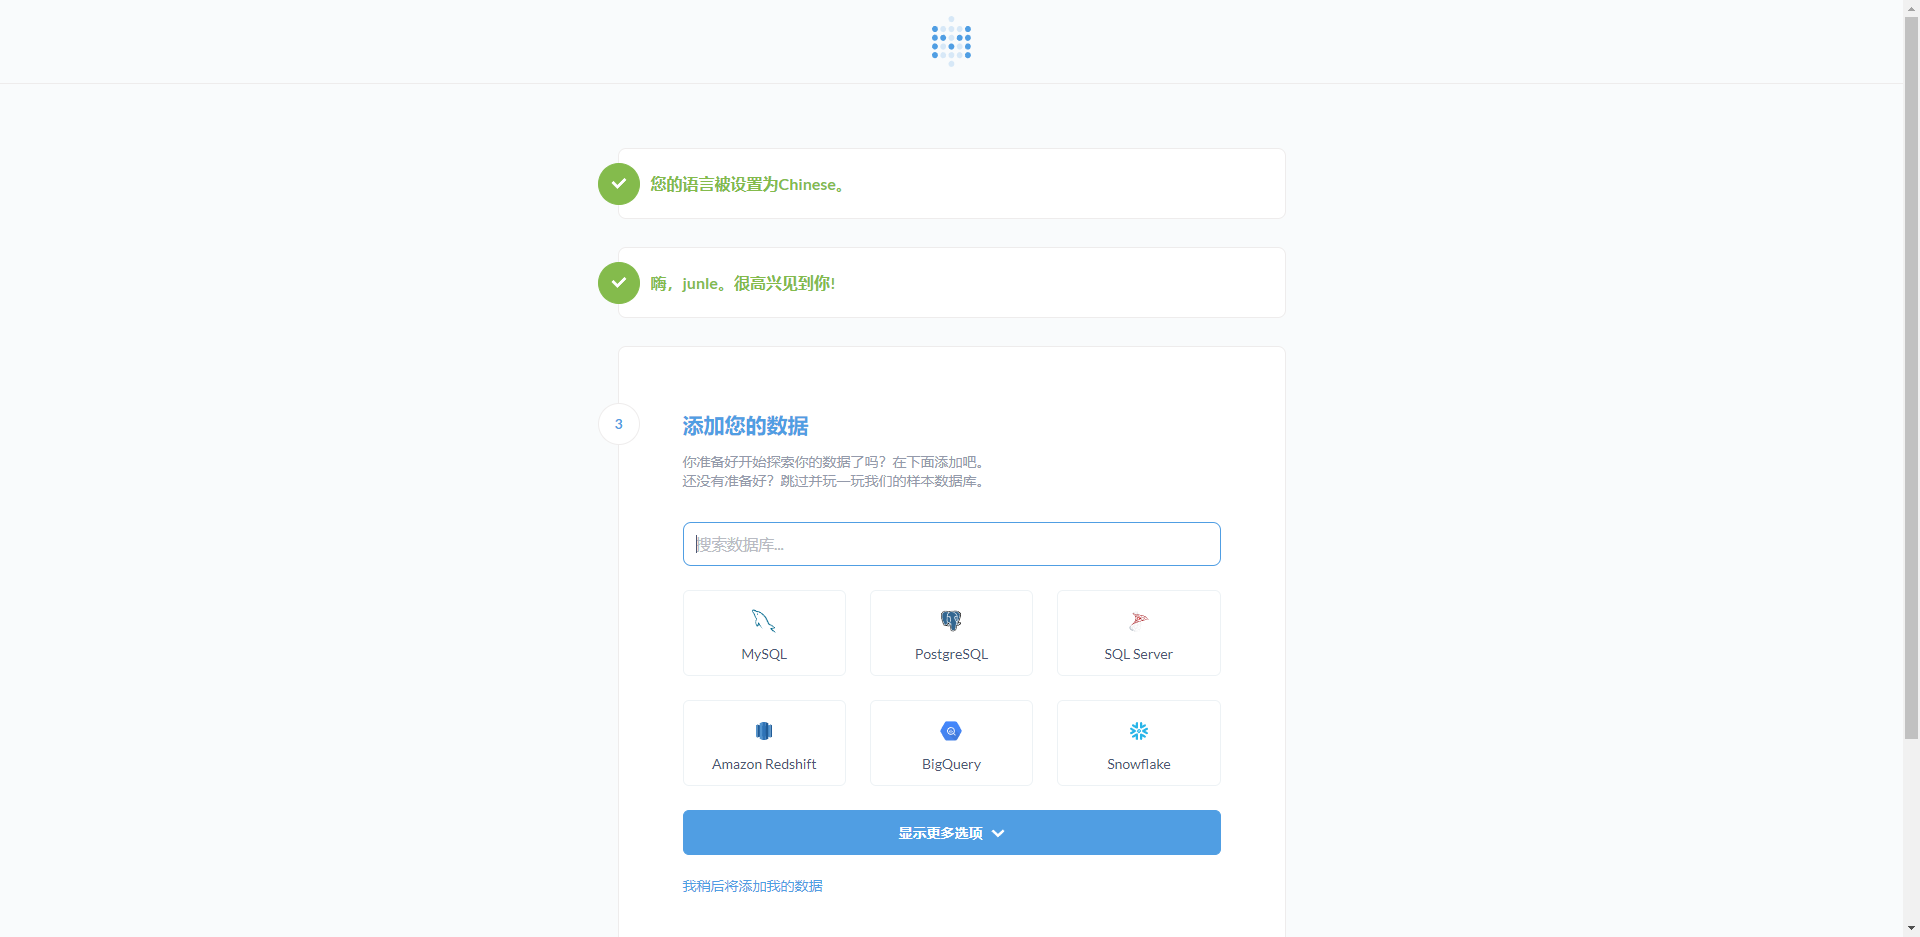 您的语言被设置为Chinese。
嗨，junle。很高兴见到你!
3
添加您的数据
你准备好开始探索你的数据了吗？在下面添加吧。
还没有准备好？跳过并玩一玩我们的样本数据库。
搜索数据库...
MySQL
PostgreSQL
SQL Server
Amazon Redshift
BigQuery
Snowflake
显示更多选项
我稍后将添加我的数据